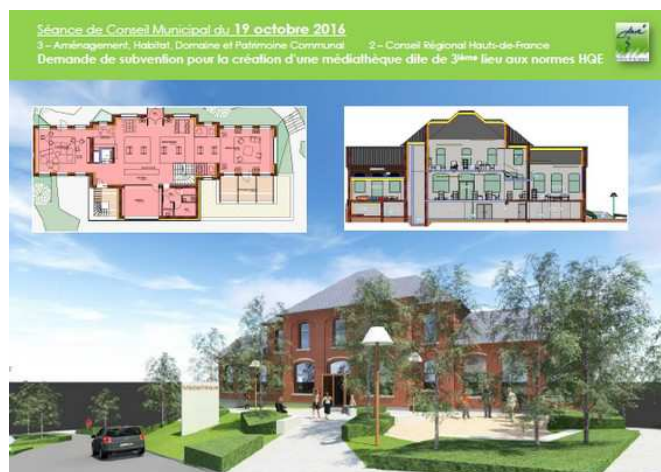 Séance de Conseil Municipal du 19 octobre 2016
3 – Aménagement, Habitat, Domaine et Patrimoine Communal 2 – Conseil Régional Hauts-de-France
Demande de subvention pour la création d'une médiathèque dite de 3ième lieu aux normes HQE